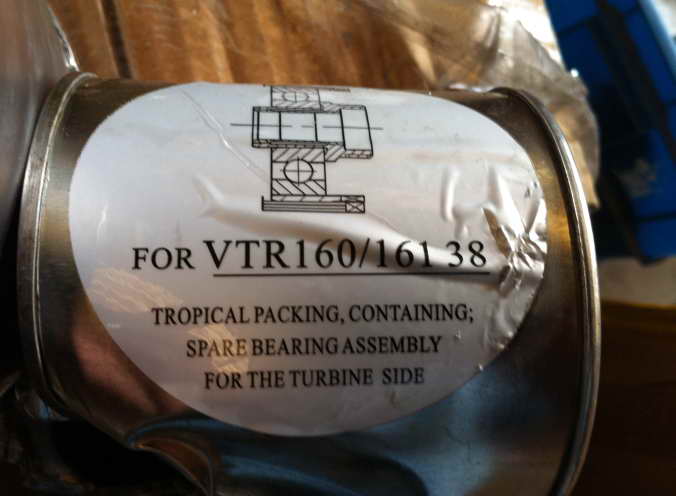 FOR VTR160/161 38
TROPICAL PACKING, CONTAINING;
SPARE BEARING ASSEMBLY
FOR THE TURBINE SIDE